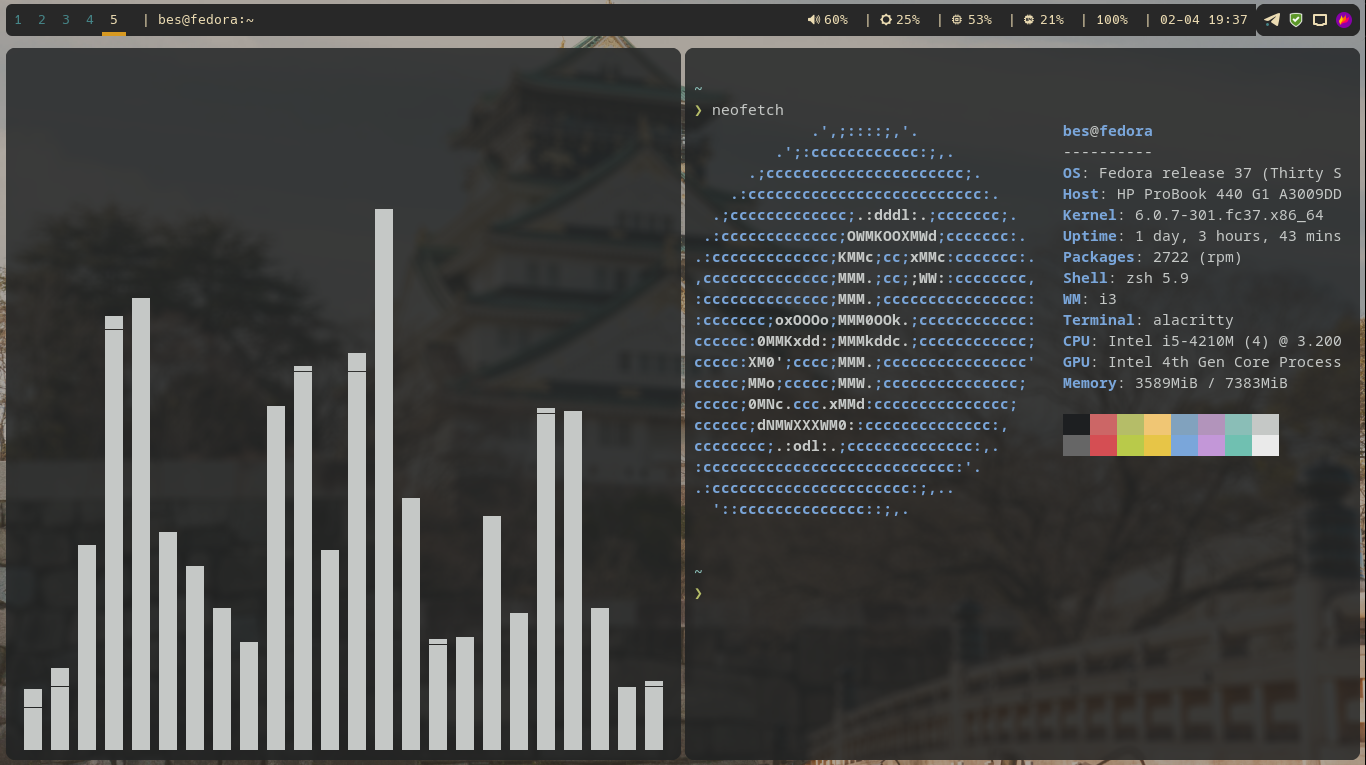 1 2 3 4 5 | bes@fedora:~ 60% | 25% | 53% | 21% | 100% | 02-04 19:37
~
❯ neofetch
.',;::::;,'. bes@fedora
.';:cccccccccccc:;,. ----------
.;cccccccccccccccccccccc;. OS: Fedora release 37 (Thirty S
.:cccccccccccccccccccccccccc:. Host: HP ProBook 440 G1 A3009DD
.;ccccccccccccc;.:dddl:.;ccccccc;. Kernel: 6.0.7-301.fc37.x86_64
.:ccccccccccccc;OWMKOOXMWd;ccccccc:. Uptime: 1 day, 3 hours, 43 mins
.:ccccccccccccc;KMMc;cc;xMMc:ccccccc:. Packages: 2722 (rpm)
,cccccccccccccc;MMM.;cc;;WW::cccccccc, Shell: zsh 5.9
:cccccccccccccc;MMM.;cccccccccccccccc: WM: i3
:ccccccc;oxOOOo;MMM0OOk.;cccccccccccc: Terminal: alacritty
cccccc:0MMKxdd:;MMMkddc.;cccccccccccc; CPU: Intel i5-4210M (4) @ 3.200
ccccc:XM0';cccc;MMM.;cccccccccccccccc' GPU: Intel 4th Gen Core Process
ccccc;MMo;ccccc;MMW.;ccccccccccccccc; Memory: 3589MiB / 7383MiB
ccccc;0MNc.ccc.xMMd:ccccccccccccccc;
cccccc;dNMWXXXWM0::cccccccccccccc:,
cccccccc;.:odl:.;cccccccccccccc:,.
:cccccccccccccccccccccccccccc:'.
.:cccccccccccccccccccccc:;,..
'::cccccccccccccc::;,.
~
❯